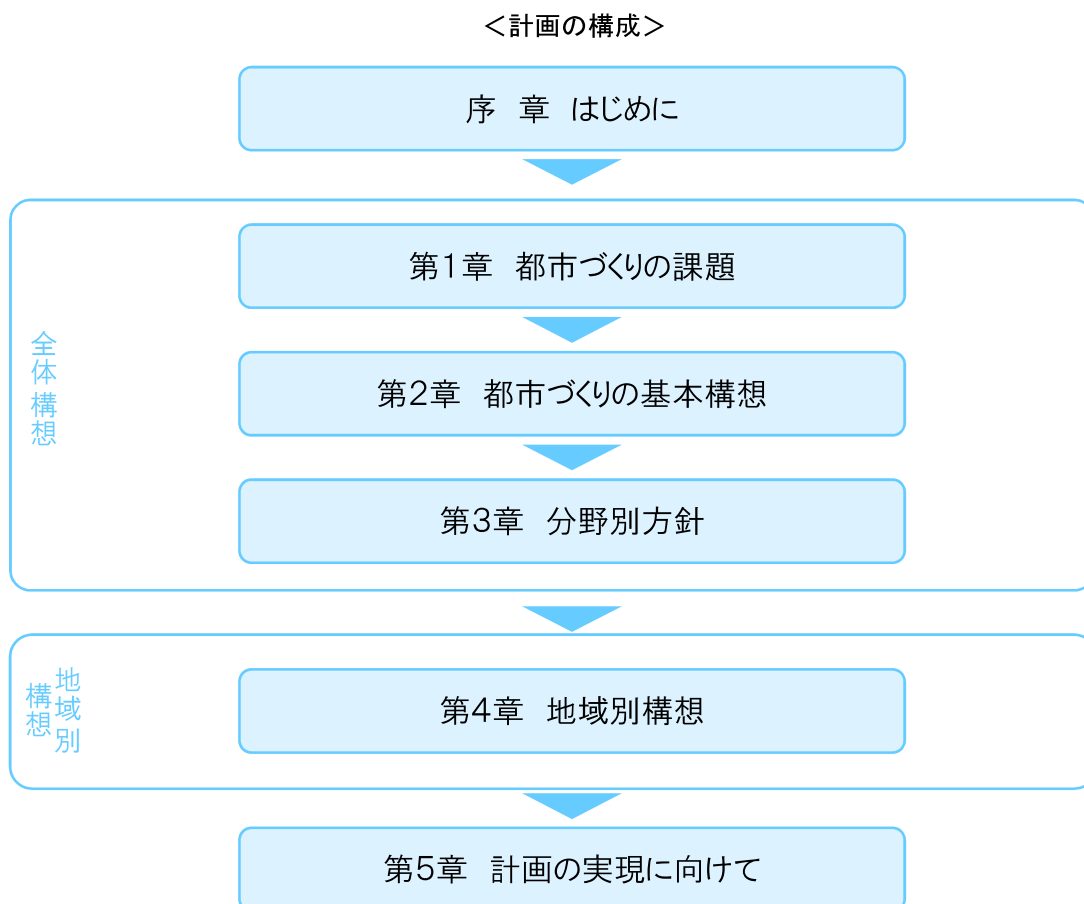 ＜計画の構成＞
序　章　はじめに
全体構想
第1章　都市づくりの課題
第2章　都市づくりの基本構想
第3章　分野別方針
地域別
構想
第4章　地域別構想
第5章　計画の実現に向けて